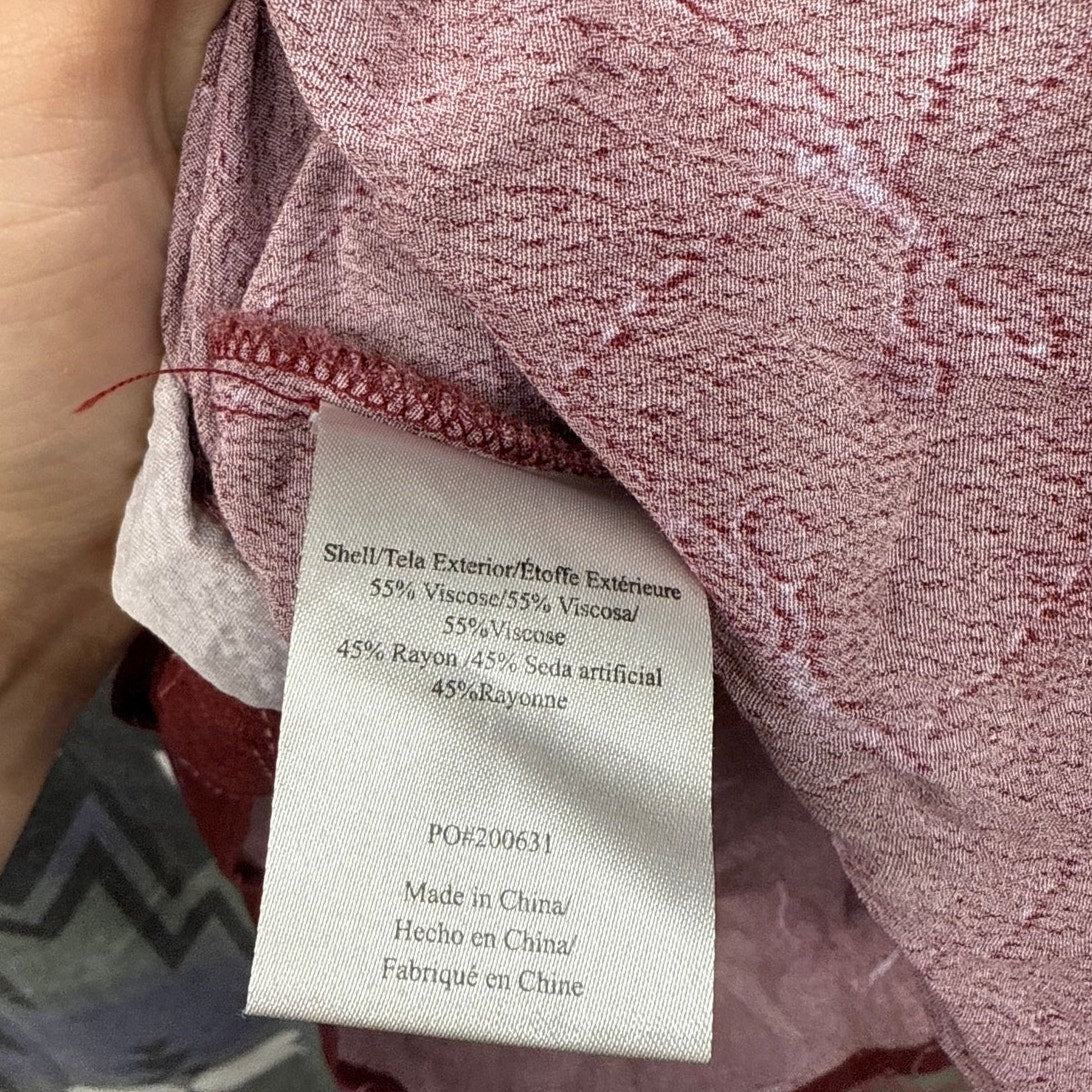 Shell/Tela Exterior/Étoffe Extérieure
55% Viscose/55% Viscosa/
55%Viscose
45% Rayon /45% Seda artificial
45%Rayonne
PO#200631
Made in China/
Hecho en China/
Fabriqué en Chine